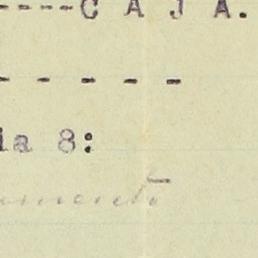 -----C A J A.
- - - - -
ia 8: